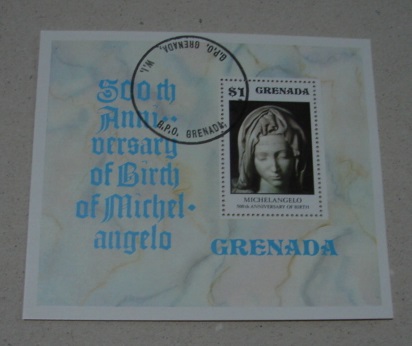 500th
Anni-
versary
of Birth
of Michel-
angelo
G.P.O. GRENADA, W.I.
G.P.O. GRENADA,
$1 GRENADA
MICHELANGELO
500th ANNIVERSARY OF BIRTH
GRENADA